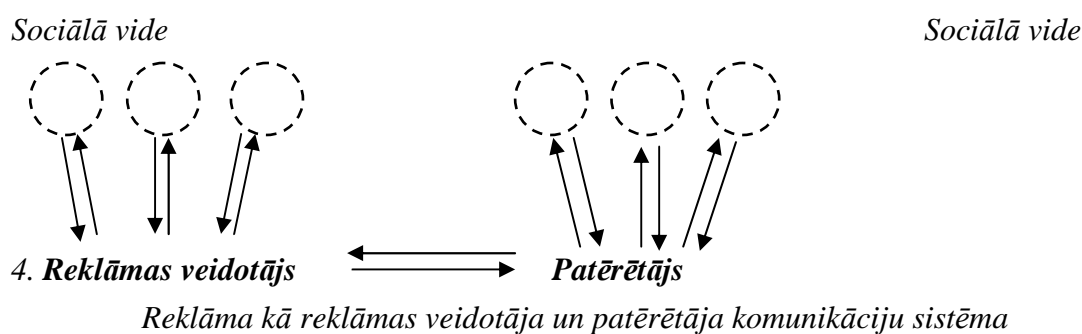 Sociālā vide Sociālā vide
4. Reklāmas veidotājs Patērētājs
Reklāma kā reklāmas veidotāja un patērētāja komunikāciju sistēma